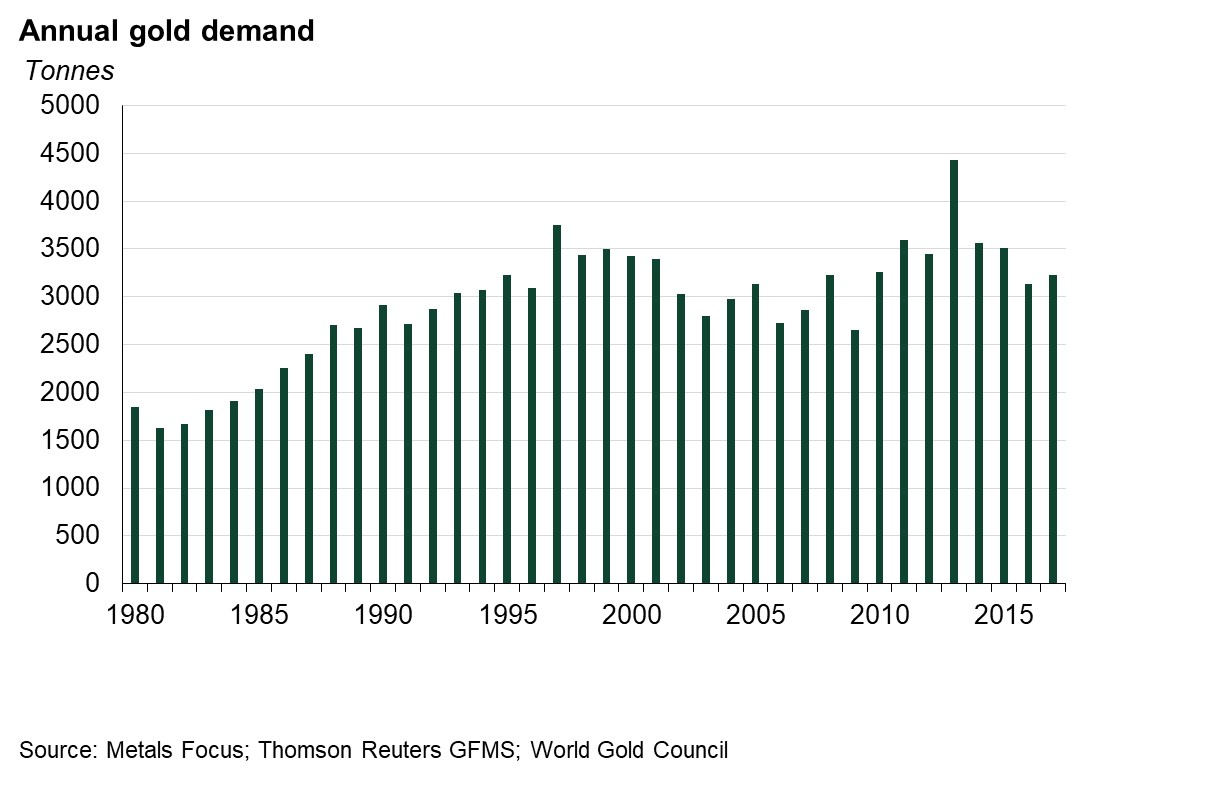 Annual gold demand
Tonnes
5000
4500
4000
3500
3000
2500
2000
1500
1000
500
0
1980 1985 1990 1995 2000 2005 2010 2015
Source: Metals Focus; Thomson Reuters GFMS; World Gold Council